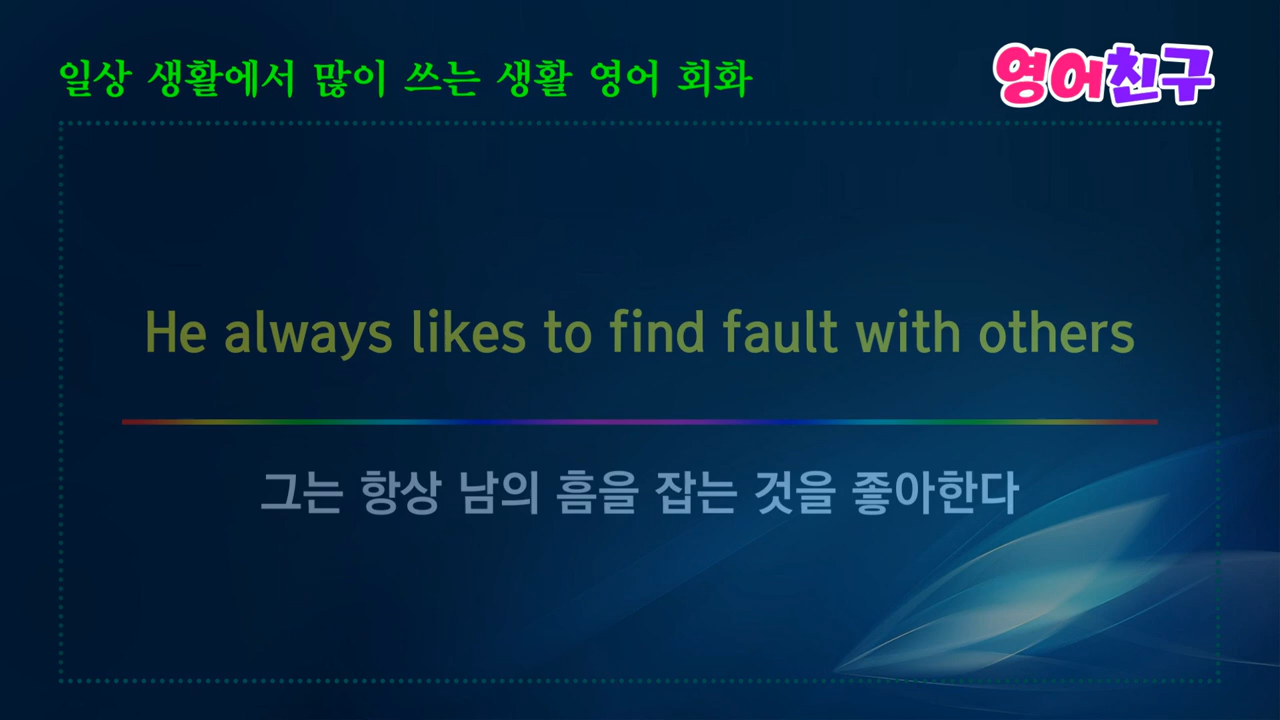 일상 생활에서 많이 쓰는 생활 영어 회화
영어친구
He always likes to find fault with others
그는 항상 남의 흠을 잡는 것을 좋아한다